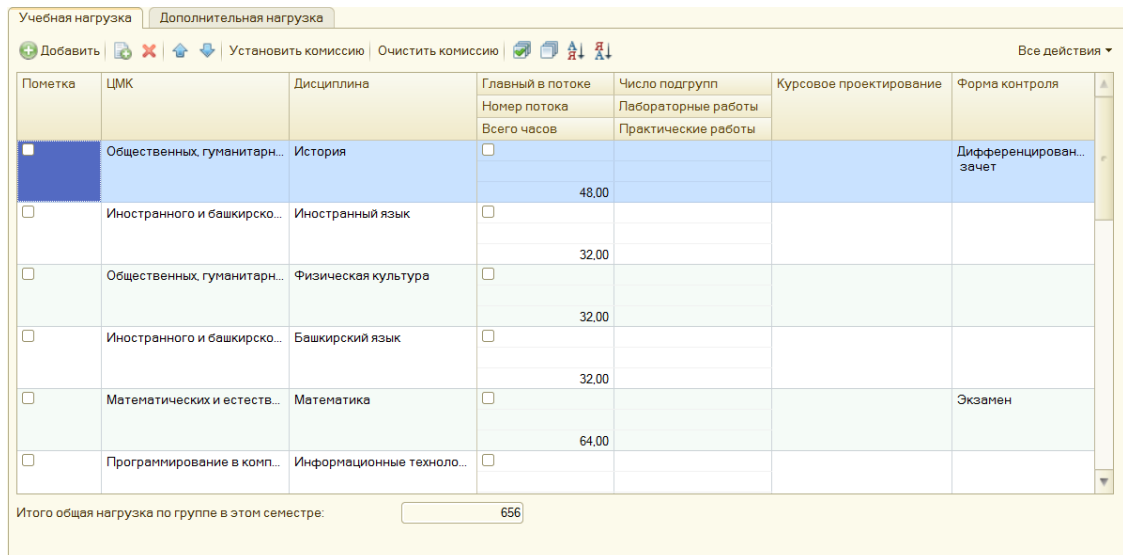 Учебная нагрузка Дополнительная нагрузка
Добавить Установить комиссию Очистить комиссию Все действия
Пометка ЦМК Дисциплина Главный в потоке Число подгрупп Курсовое проектирование Форма контроля
Номер потока Лабораторные работы
Всего часов Практические работы
Общественных, гуманитарн... История Дифференцирован...
зачет
48,00
Иностранного и башкирско... Иностранный язык
32,00
Общественных, гуманитарн... Физическая культура
32,00
Иностранного и башкирско... Башкирский язык
32,00
Математических и естеств... Математика Экзамен
64,00
Программирование в комп... Информационные техноло...
Итого общая нагрузка по группе в этом семестре: 656